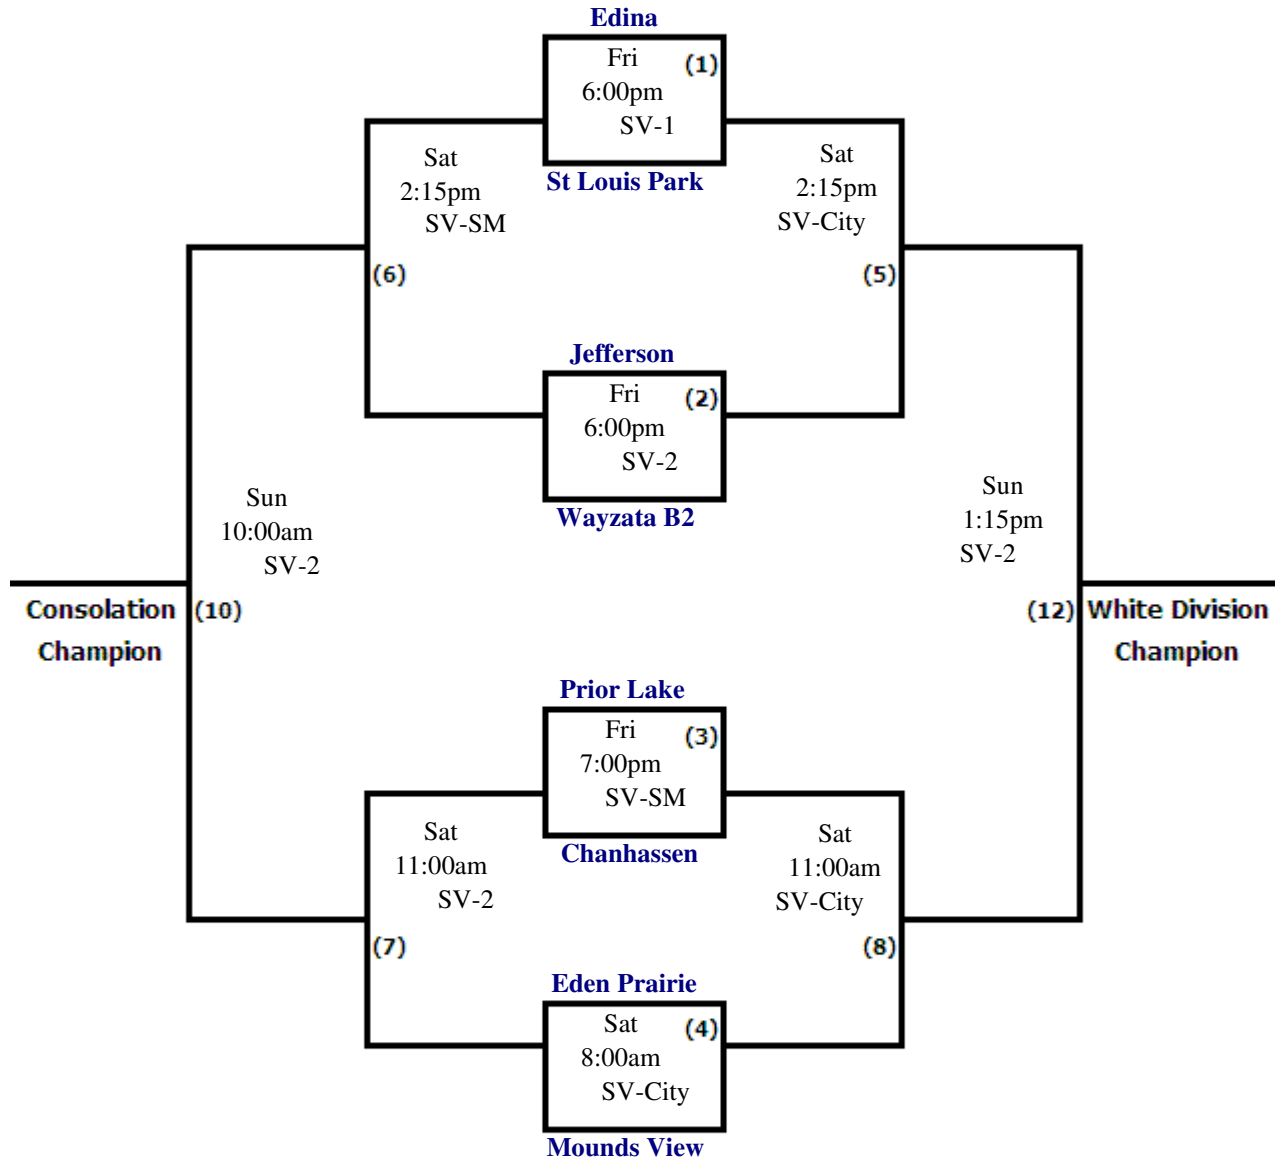 Edina
Fri
(1)
6:00pm
SV-1
St Louis Park
Sat
2:15pm
SV-SM
(6)
Sat
2:15pm
SV-City
(5)
Jefferson
Fri
(2)
6:00pm
SV-2
Wayzata B2
Sun
10:00am
SV-2
Consolation
Champion
(10)
Sun
1:15pm
SV-2
(12)
White Division
Champion
Prior Lake
Fri
(3)
7:00pm
SV-SM
Chanhassen
Sat
11:00am
SV-2
(7)
Sat
11:00am
SV-City
(8)
Eden Prairie
Sat
(4)
8:00am
SV-City
Mounds View